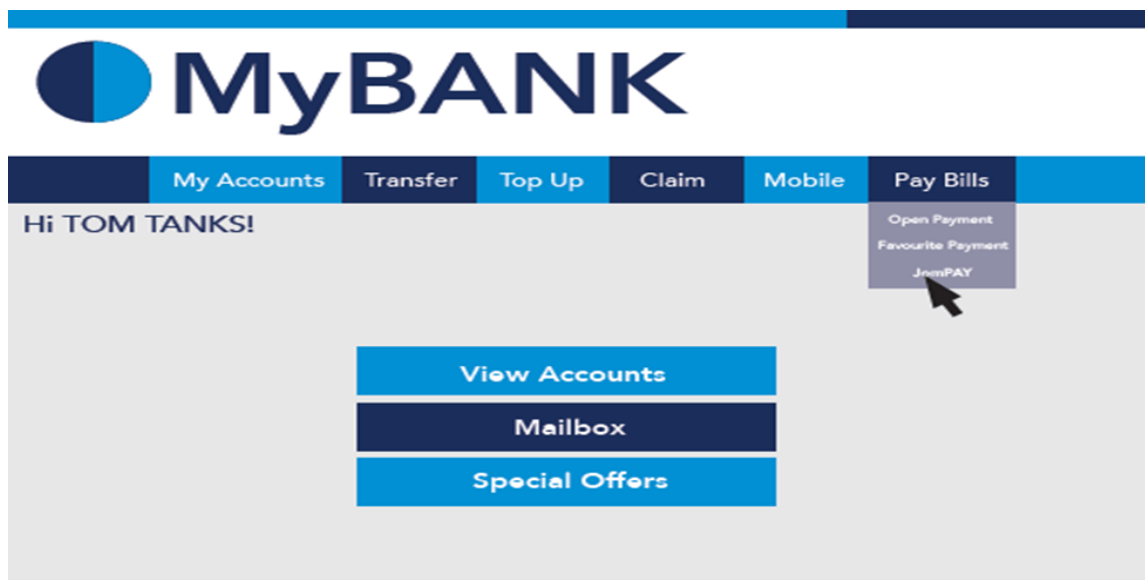 MyBANK
My Accounts Transfer Top Up Claim Mobile Pay Bills
Hi TOM TANKS!
Open Payment
Favourite Payment
JomPAY
View Accounts
Mailbox
Special Offers